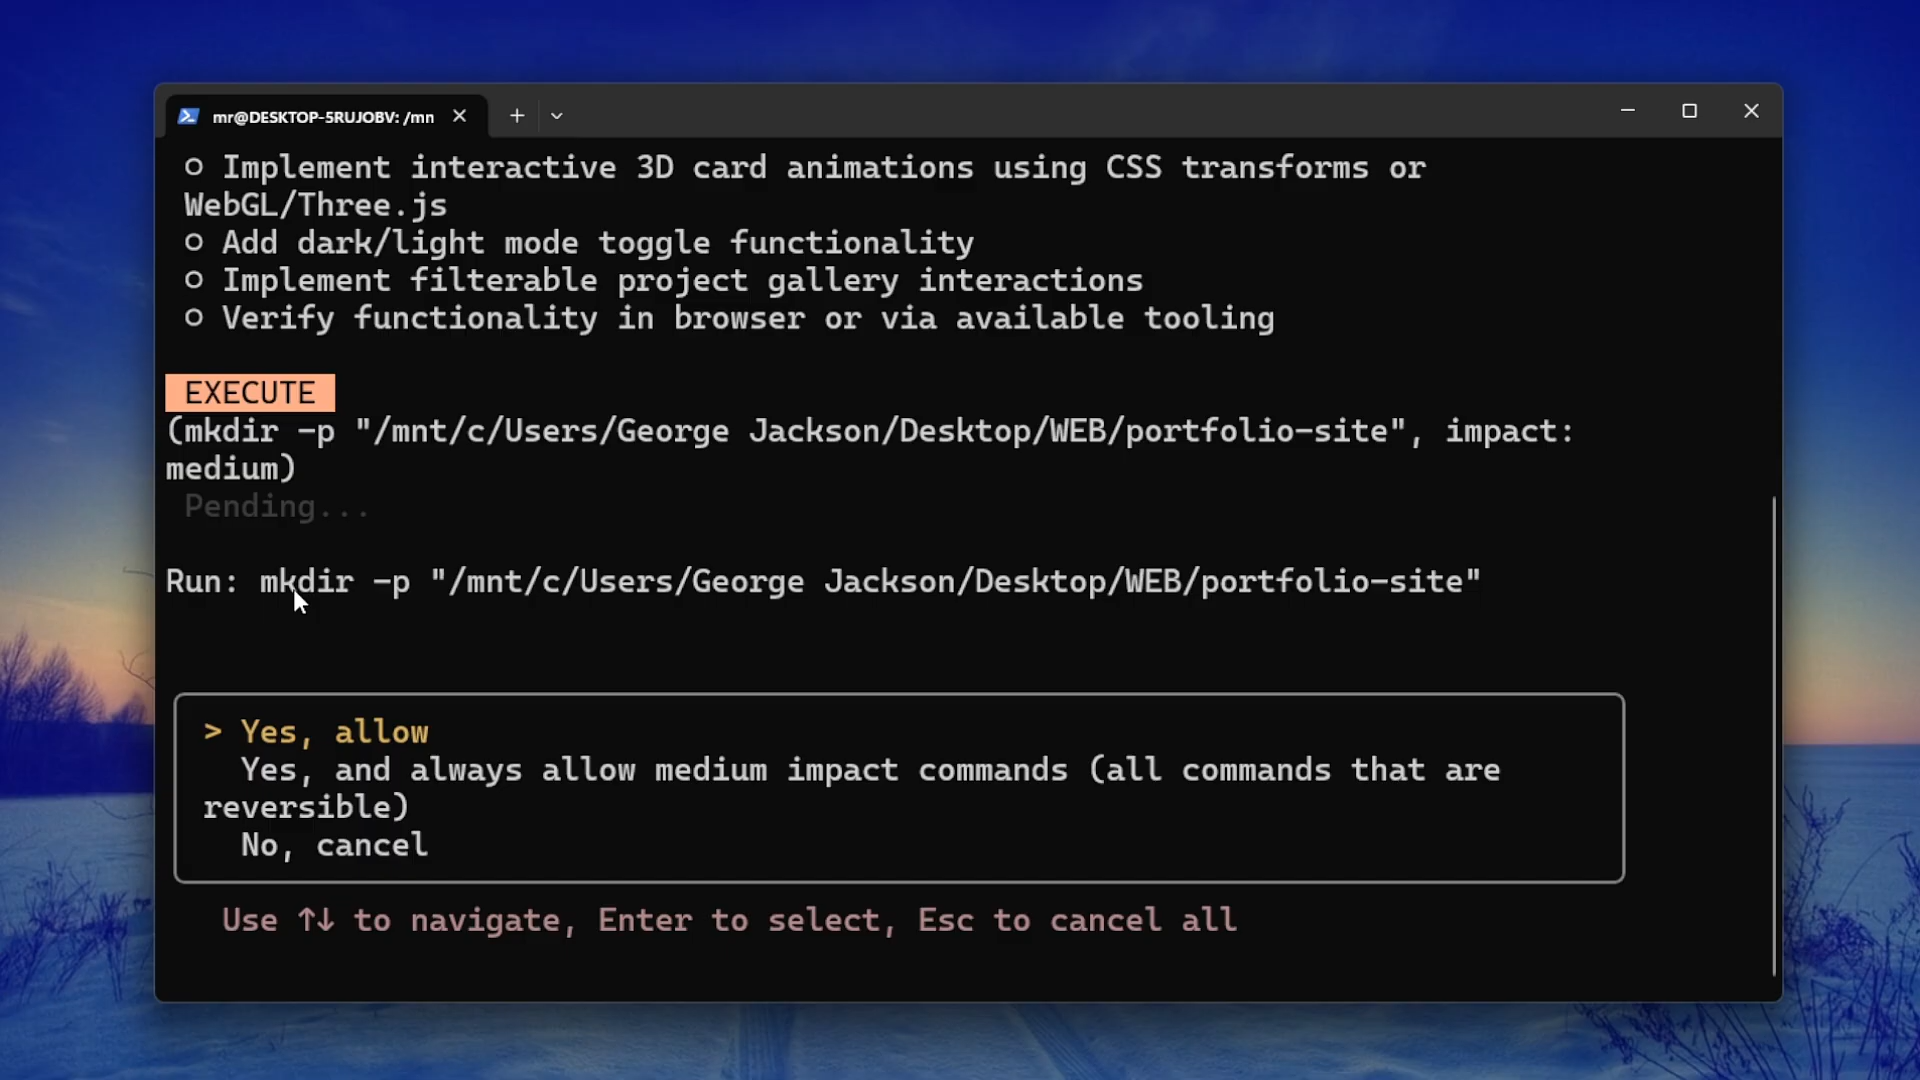 mr@DESKTOP-5RUJOBV: /mn
○ Implement interactive 3D card animations using CSS transforms or
WebGL/Three.js
○ Add dark/light mode toggle functionality
○ Implement filterable project gallery interactions
○ Verify functionality in browser or via available tooling
EXECUTE
(mkdir -p "/mnt/c/Users/George Jackson/Desktop/WEB/portfolio-site", impact:
medium)
Pending...
Run: mkdir -p "/mnt/c/Users/George Jackson/Desktop/WEB/portfolio-site"
> Yes, allow
Yes, and always allow medium impact commands (all commands that are
reversible)
No, cancel
Use ↑↓ to navigate, Enter to select, Esc to cancel all